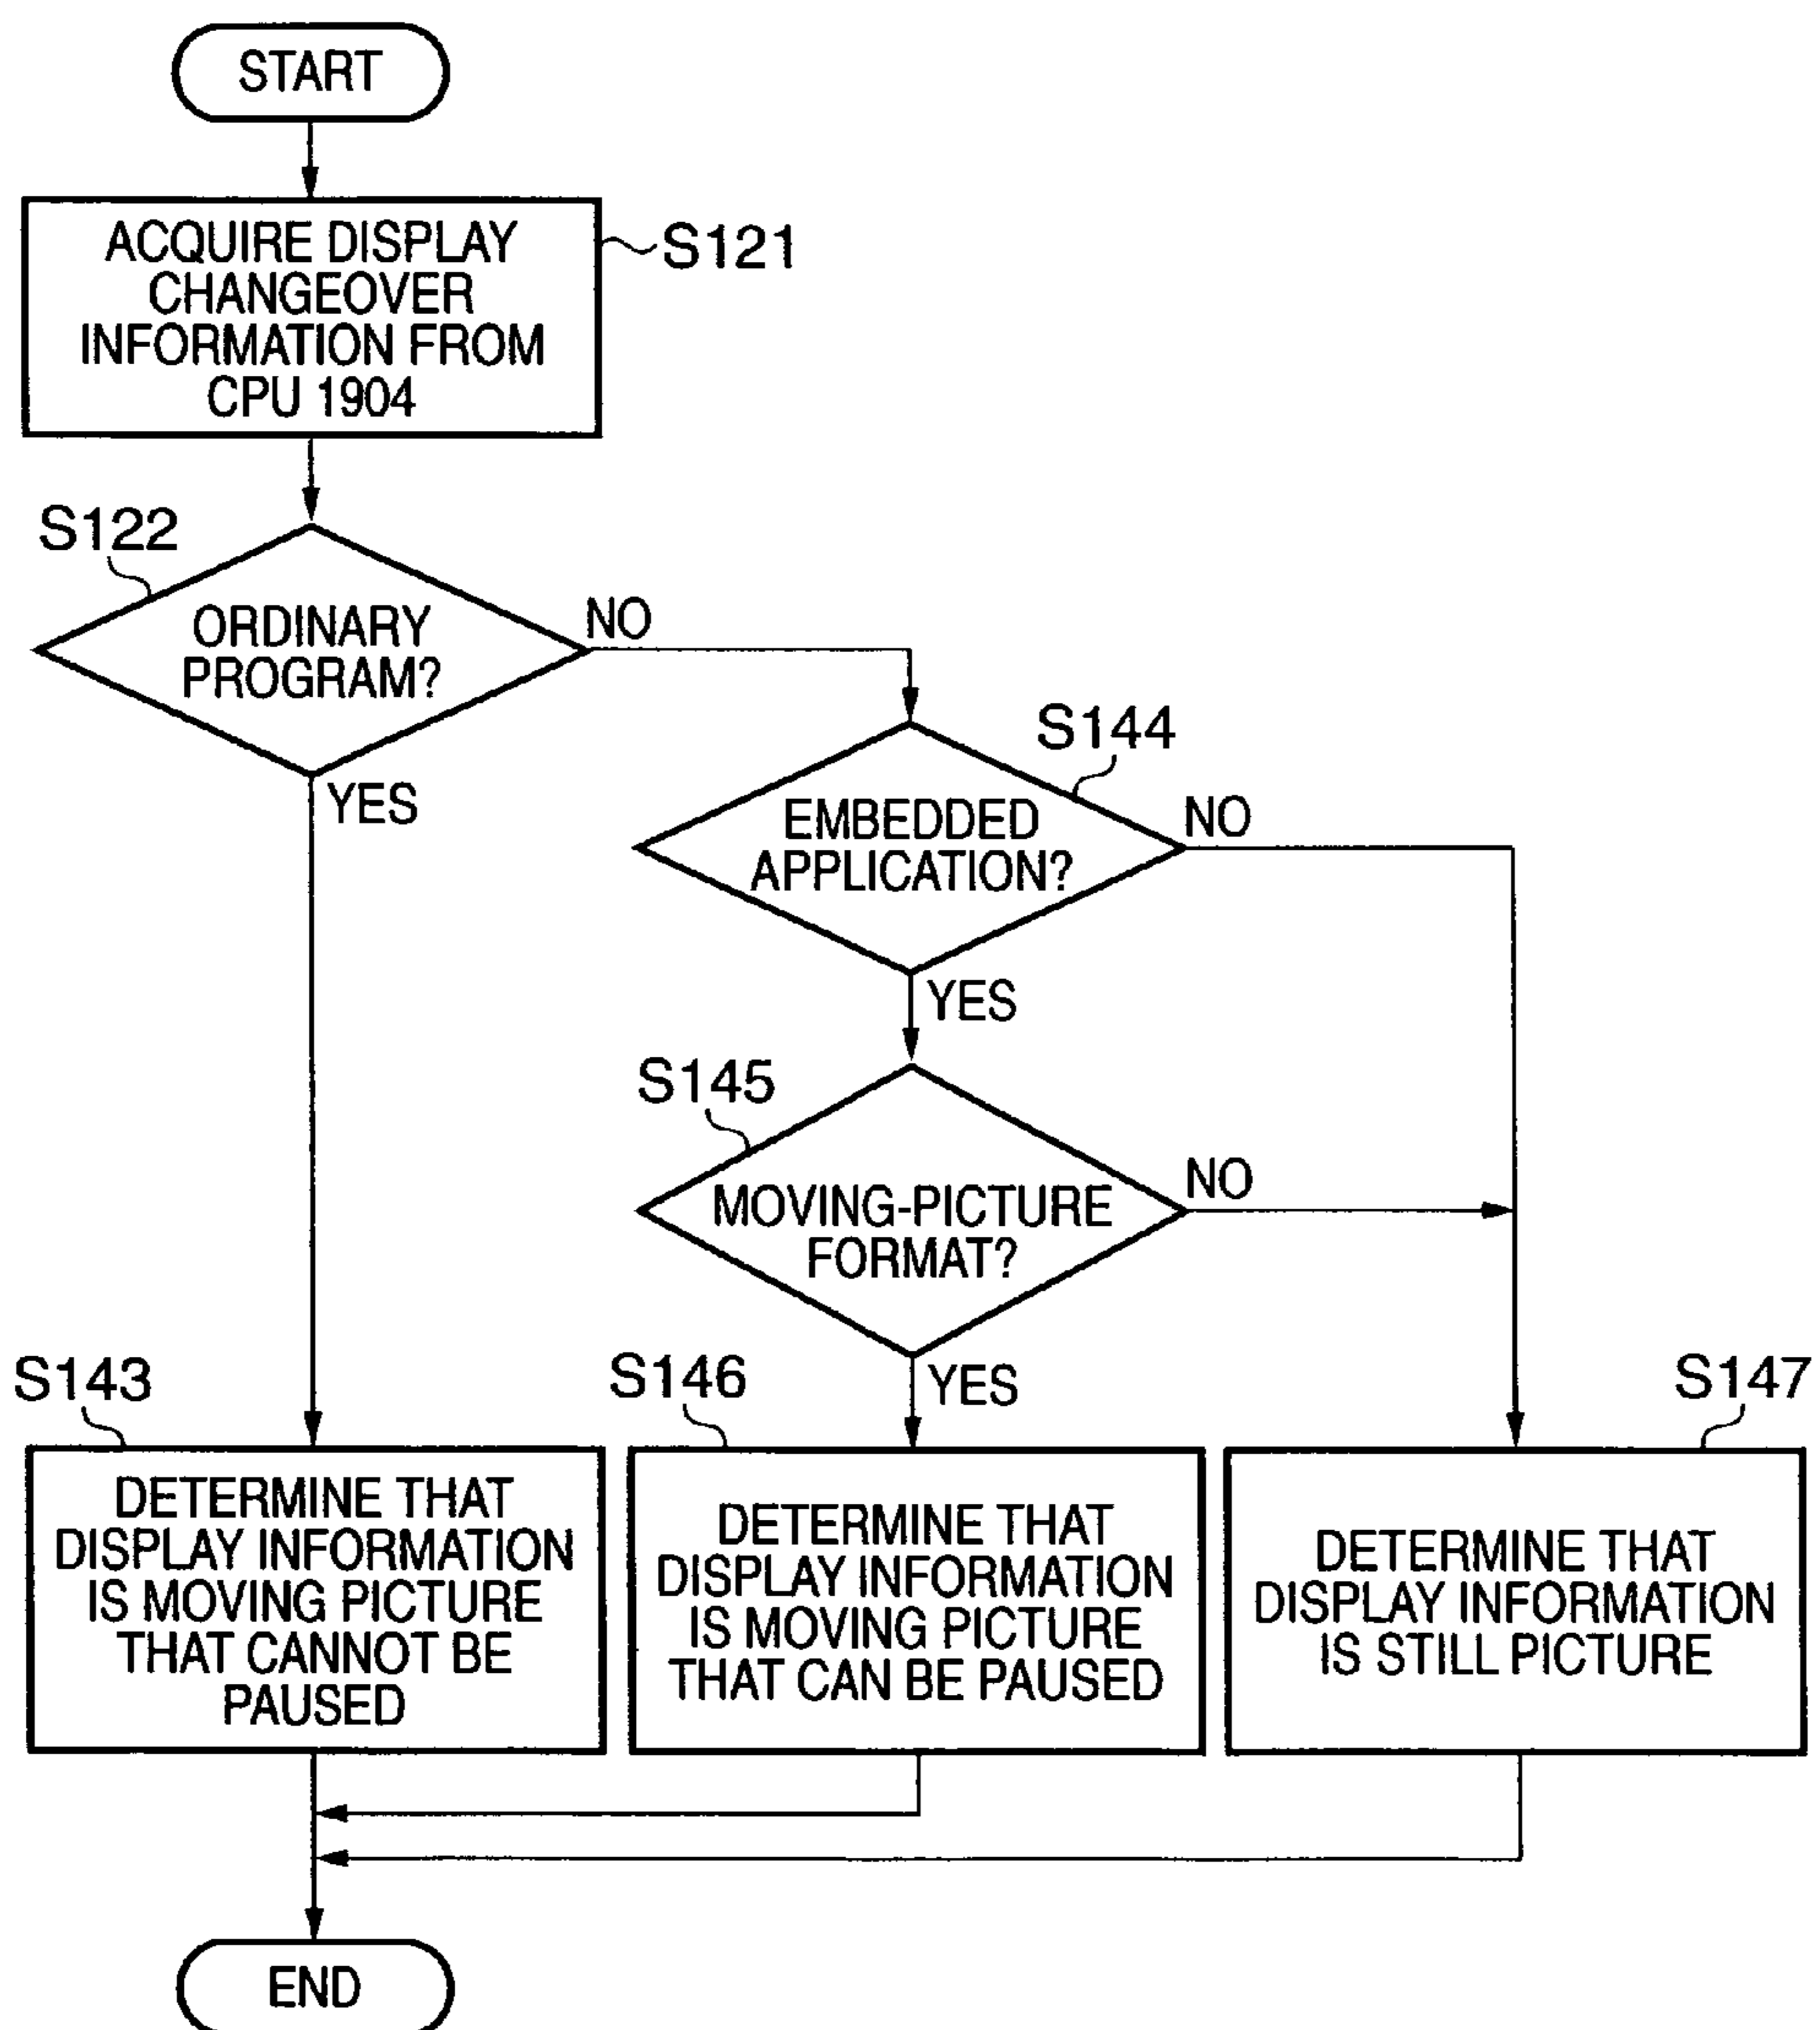 START
ACQUIRE DISPLAY
CHANGEOVER
INFORMATION FROM
CPU 1904
S121
S122
ORDINARY
PROGRAM?
NO
YES
S144
EMBEDDED
APPLICATION?
NO
YES
S145
MOVING-PICTURE
FORMAT?
NO
YES
S143
DETERMINE THAT
DISPLAY INFORMATION
IS MOVING PICTURE
THAT CANNOT BE
PAUSED
S146
DETERMINE THAT
DISPLAY INFORMATION
IS MOVING PICTURE
THAT CAN BE PAUSED
S147
DETERMINE THAT
DISPLAY INFORMATION
IS STILL PICTURE
END